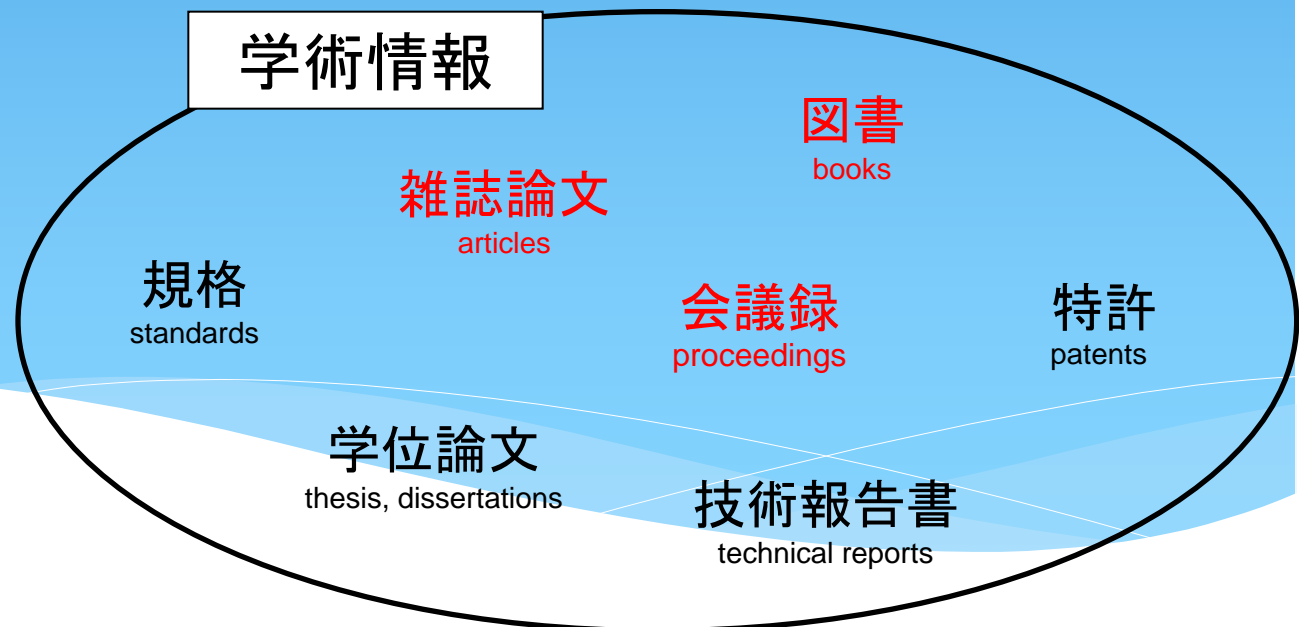 学術情報
図書
books
雑誌論文
articles
規格
standards
会議録
proceedings
特許
patents
学位論文
thesis, dissertations
技術報告書
technical reports